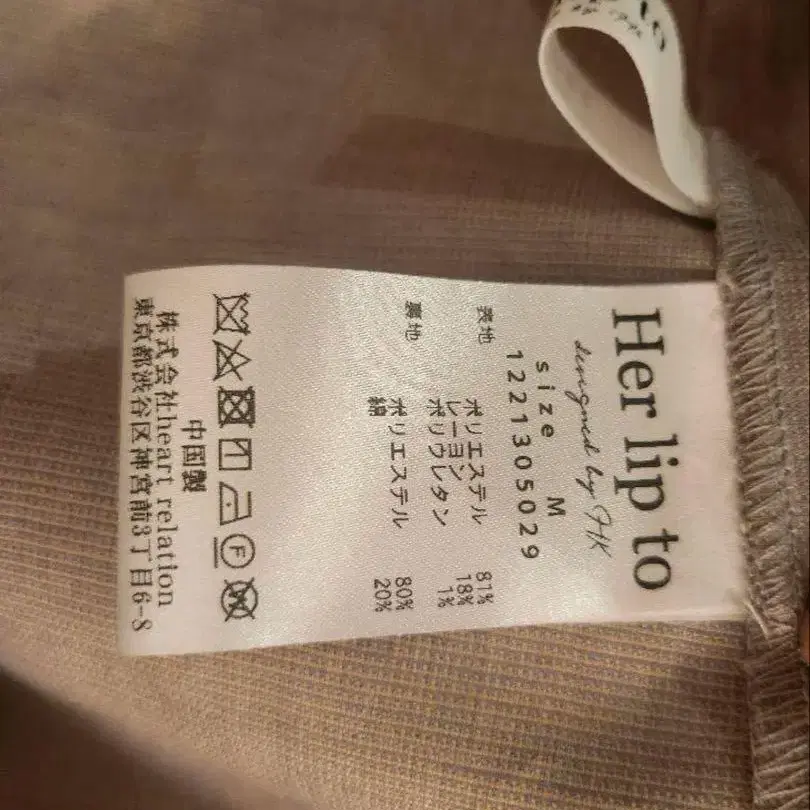 Her lip to
designed by HK
size M
1221305029
表地 ポリエステル 81%
レーヨン 18%
ポリウレタン 1%
裏地 ポリエステル 80%
綿 20%
F
中国製
株式会社heart relation
東京都渋谷区神宮前3丁目6-8